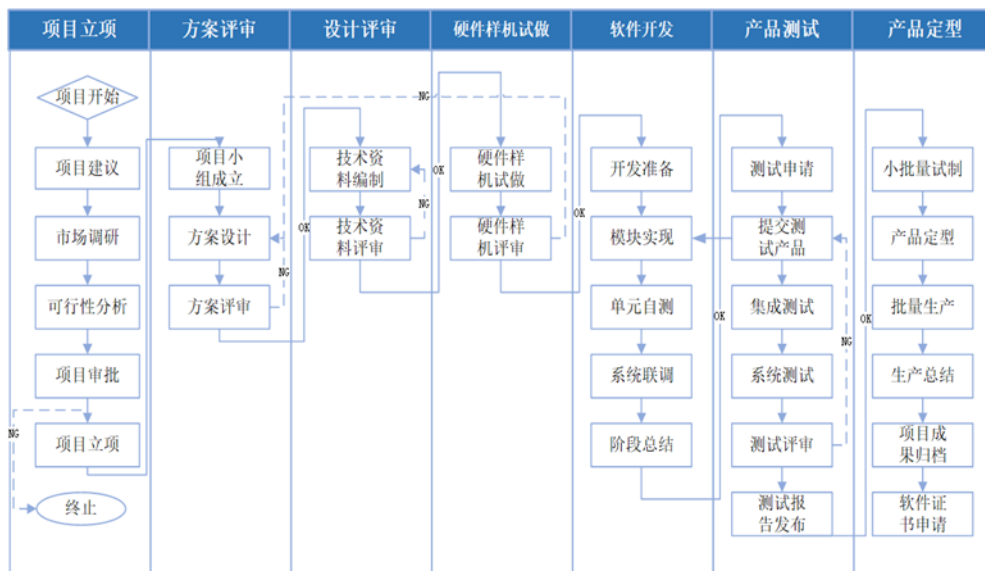 项目立项
方案评审
设计评审
硬件样机试做
软件开发
产品测试
产品定型
项目开始
项目建议
市场调研
可行性分析
项目审批
NG
项目立项
终止
项目小
组成立
方案设计
NG
方案评审
OK
技术资
料编制
NG
技术资
料评审
OK
NG
硬件样
机试做
硬件样
机评审
OK
开发准备
模块实现
单元自测
系统联调
阶段总结
OK
测试申请
提交测
试产品
集成测试
NG
系统测试
测试评审
测试报
告发布
OK
小批量试制
产品定型
批量生产
生产总结
项目成
果归档
软件证
书申请